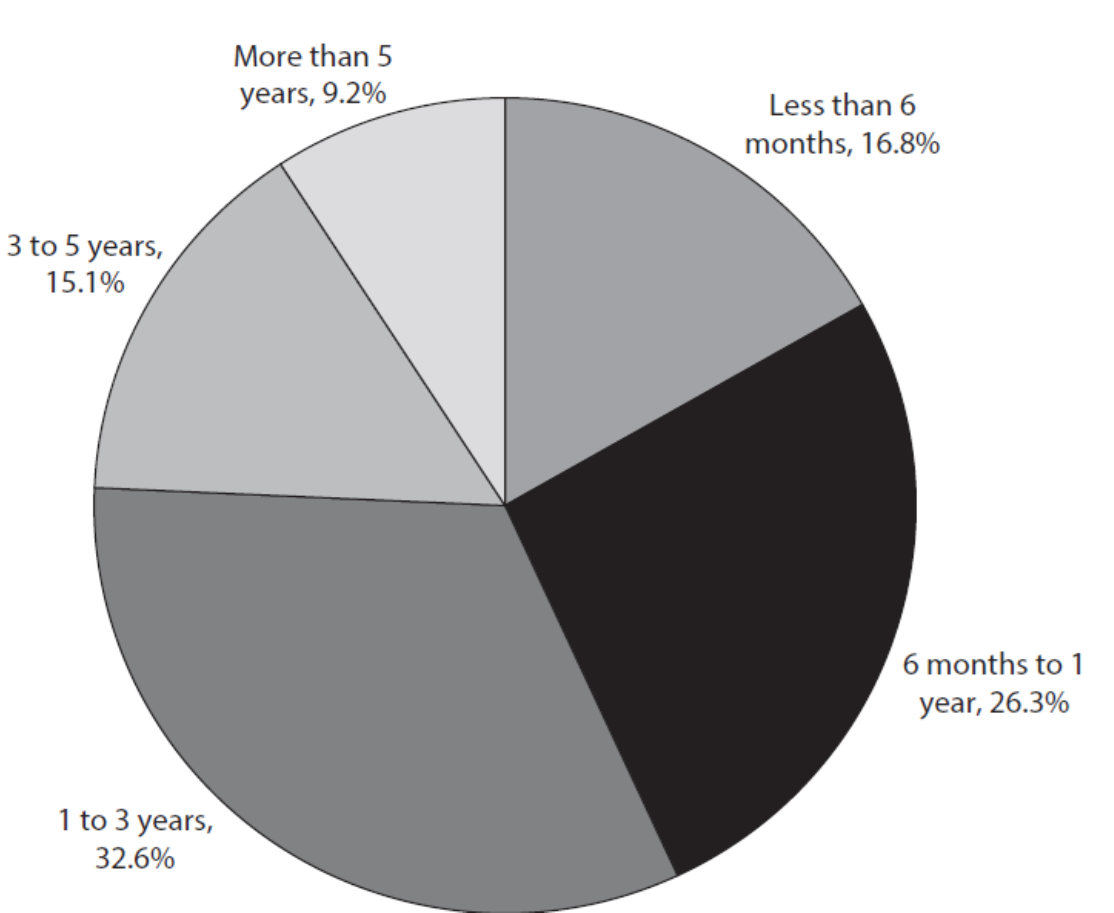 More than 5
years, 9.2%
Less than 6
months, 16.8%
3 to 5 years,
15.1%
6 months to 1
year, 26.3%
1 to 3 years,
32.6%